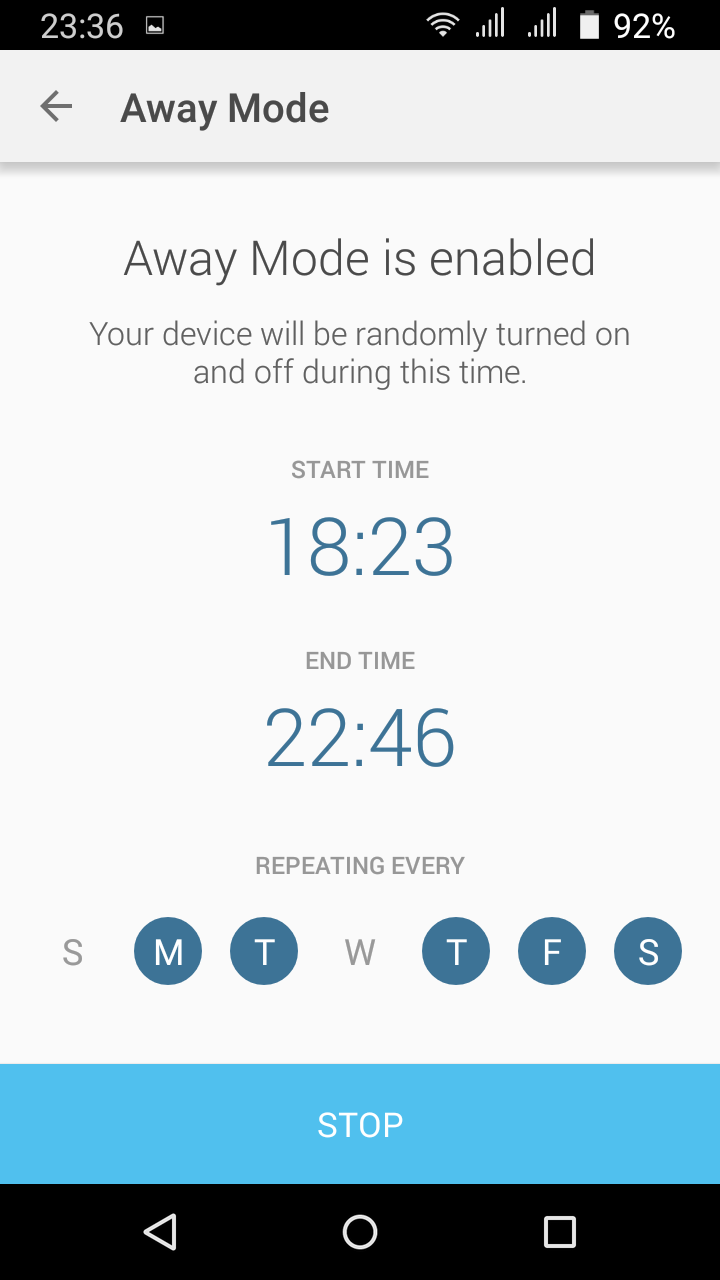 23:36 92%
Away Mode
Away Mode is enabled
Your device will be randomly turned on
and off during this time.
START TIME
18:23
END TIME
22:46
REPEATING EVERY
S M T W T F S
STOP